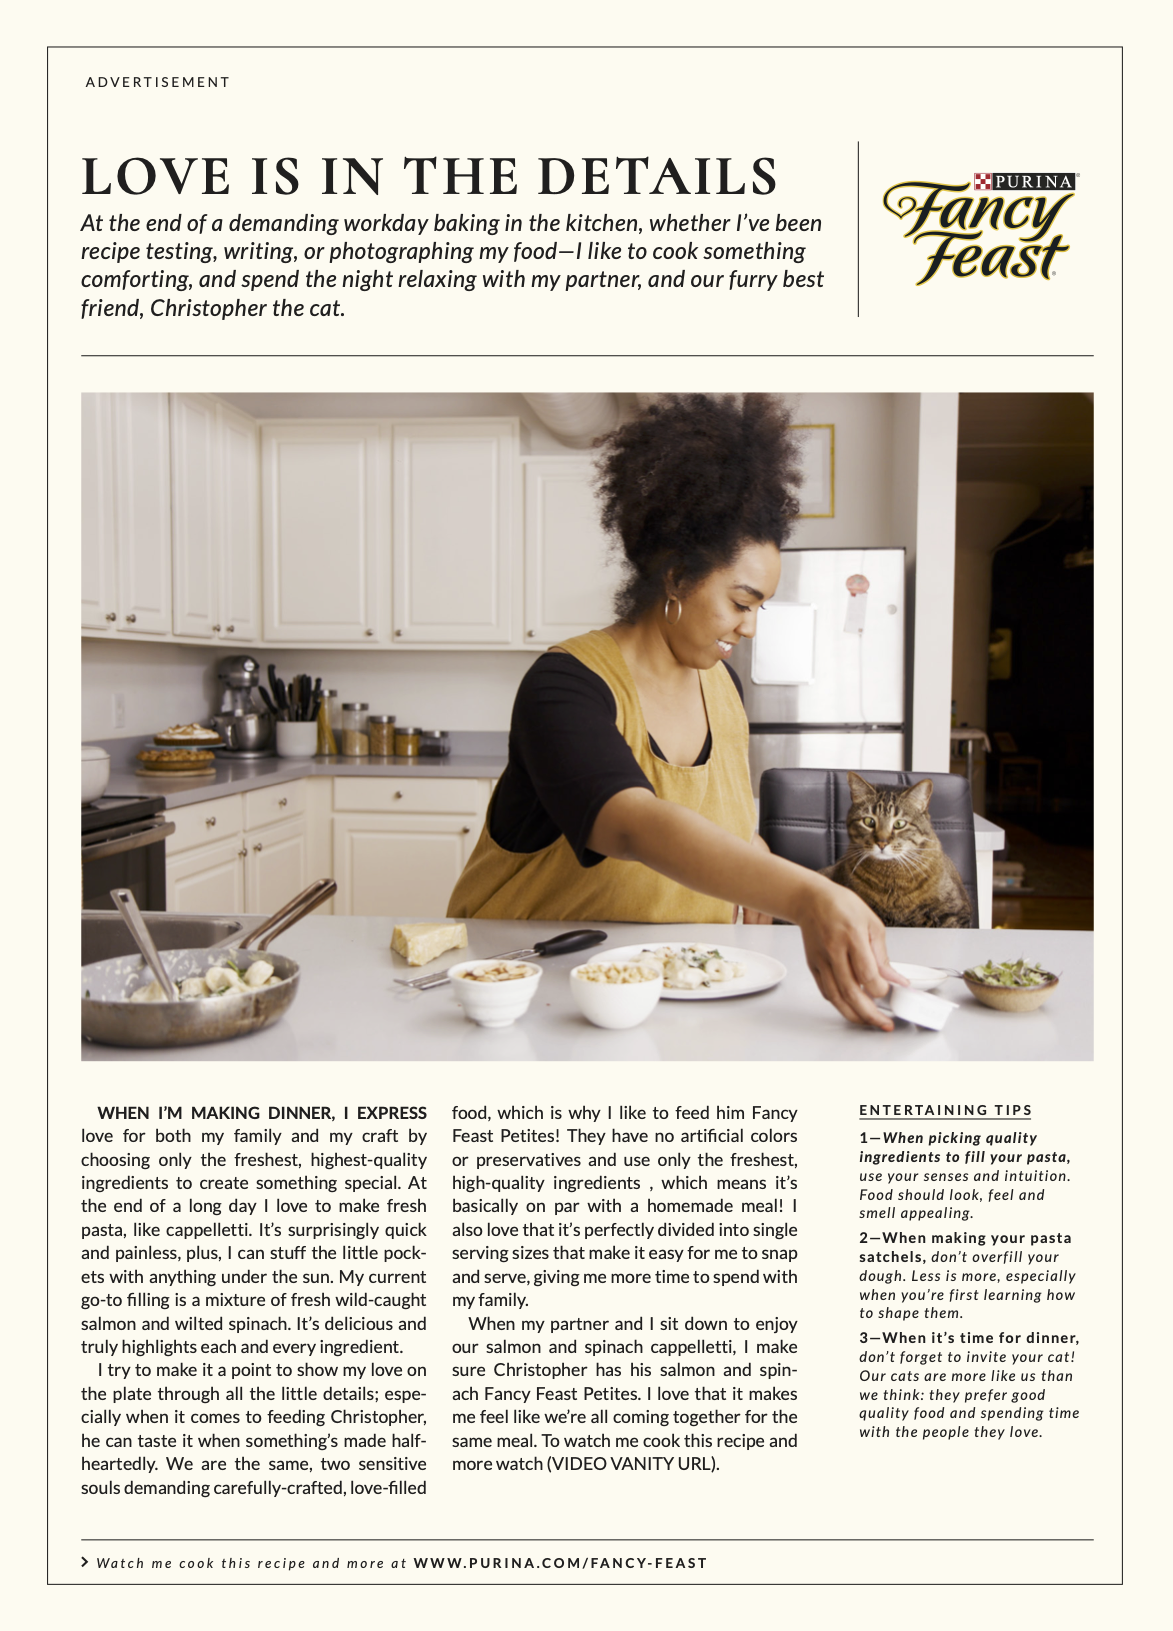 ADVERTISEMENT
LOVE IS IN THE DETAILS
At the end of a demanding workday baking in the kitchen, whether I’ve been
recipe testing, writing, or photographing my food—I like to cook something
comforting, and spend the night relaxing with my partner, and our furry best
friend, Christopher the cat.
PURINA®
Fancy
Feast®
WHEN I’M MAKING DINNER, I EXPRESS
love for both my family and my craft by
choosing only the freshest, highest-quality
ingredients to create something special. At
the end of a long day I love to make fresh
pasta, like cappelletti. It’s surprisingly quick
and painless, plus, I can stuff the little pock-
ets with anything under the sun. My current
go-to filling is a mixture of fresh wild-caught
salmon and wilted spinach. It’s delicious and
truly highlights each and every ingredient.
I try to make it a point to show my love on
the plate through all the little details; espe-
cially when it comes to feeding Christopher,
he can taste it when something’s made half-
heartedly. We are the same, two sensitive
souls demanding carefully-crafted, love-filled
food, which is why I like to feed him Fancy
Feast Petites! They have no artificial colors
or preservatives and use only the freshest,
high-quality ingredients , which means it’s
basically on par with a homemade meal! I
also love that it’s perfectly divided into single
serving sizes that make it easy for me to snap
and serve, giving me more time to spend with
my family.
When my partner and I sit down to enjoy
our salmon and spinach cappelletti, I make
sure Christopher has his salmon and spin-
ach Fancy Feast Petites. I love that it makes
me feel like we’re all coming together for the
same meal. To watch me cook this recipe and
more watch (VIDEO VANITY URL).
ENTERTAINING TIPS
1—When picking quality
ingredients to fill your pasta,
use your senses and intuition.
Food should look, feel and
smell appealing.
2—When making your pasta
satchels, don’t overfill your
dough. Less is more, especially
when you’re first learning how
to shape them.
3—When it’s time for dinner,
don’t forget to invite your cat!
Our cats are more like us than
we think: they prefer good
quality food and spending time
with the people they love.
> Watch me cook this recipe and more at WWW.PURINA.COM/FANCY-FEAST